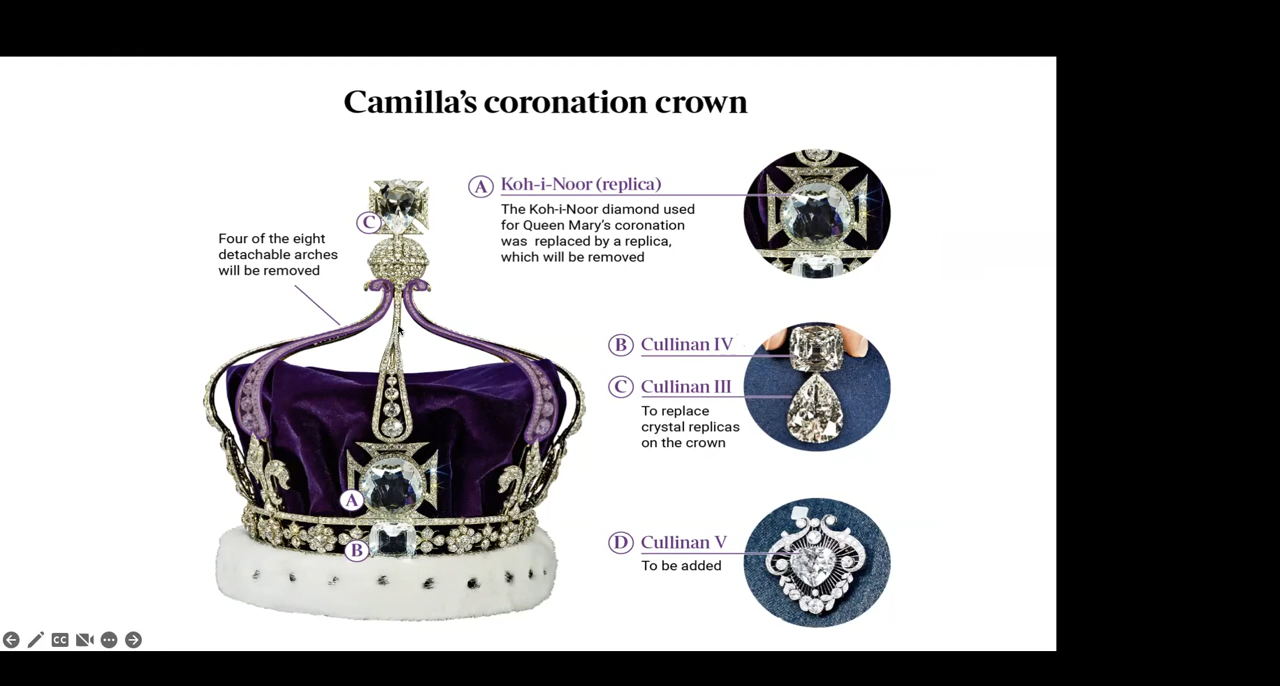 Camilla's coronation crown
A Koh-i-Noor (replica)
The Koh-i-Noor diamond used
for Queen Mary's coronation
was replaced by a replica,
which will be removed
C
Four of the eight
detachable arches
will be removed
B Cullinan IV
C Cullinan III
To replace
crystal replicas
on the crown
A
B
D Cullinan V
To be added
CC